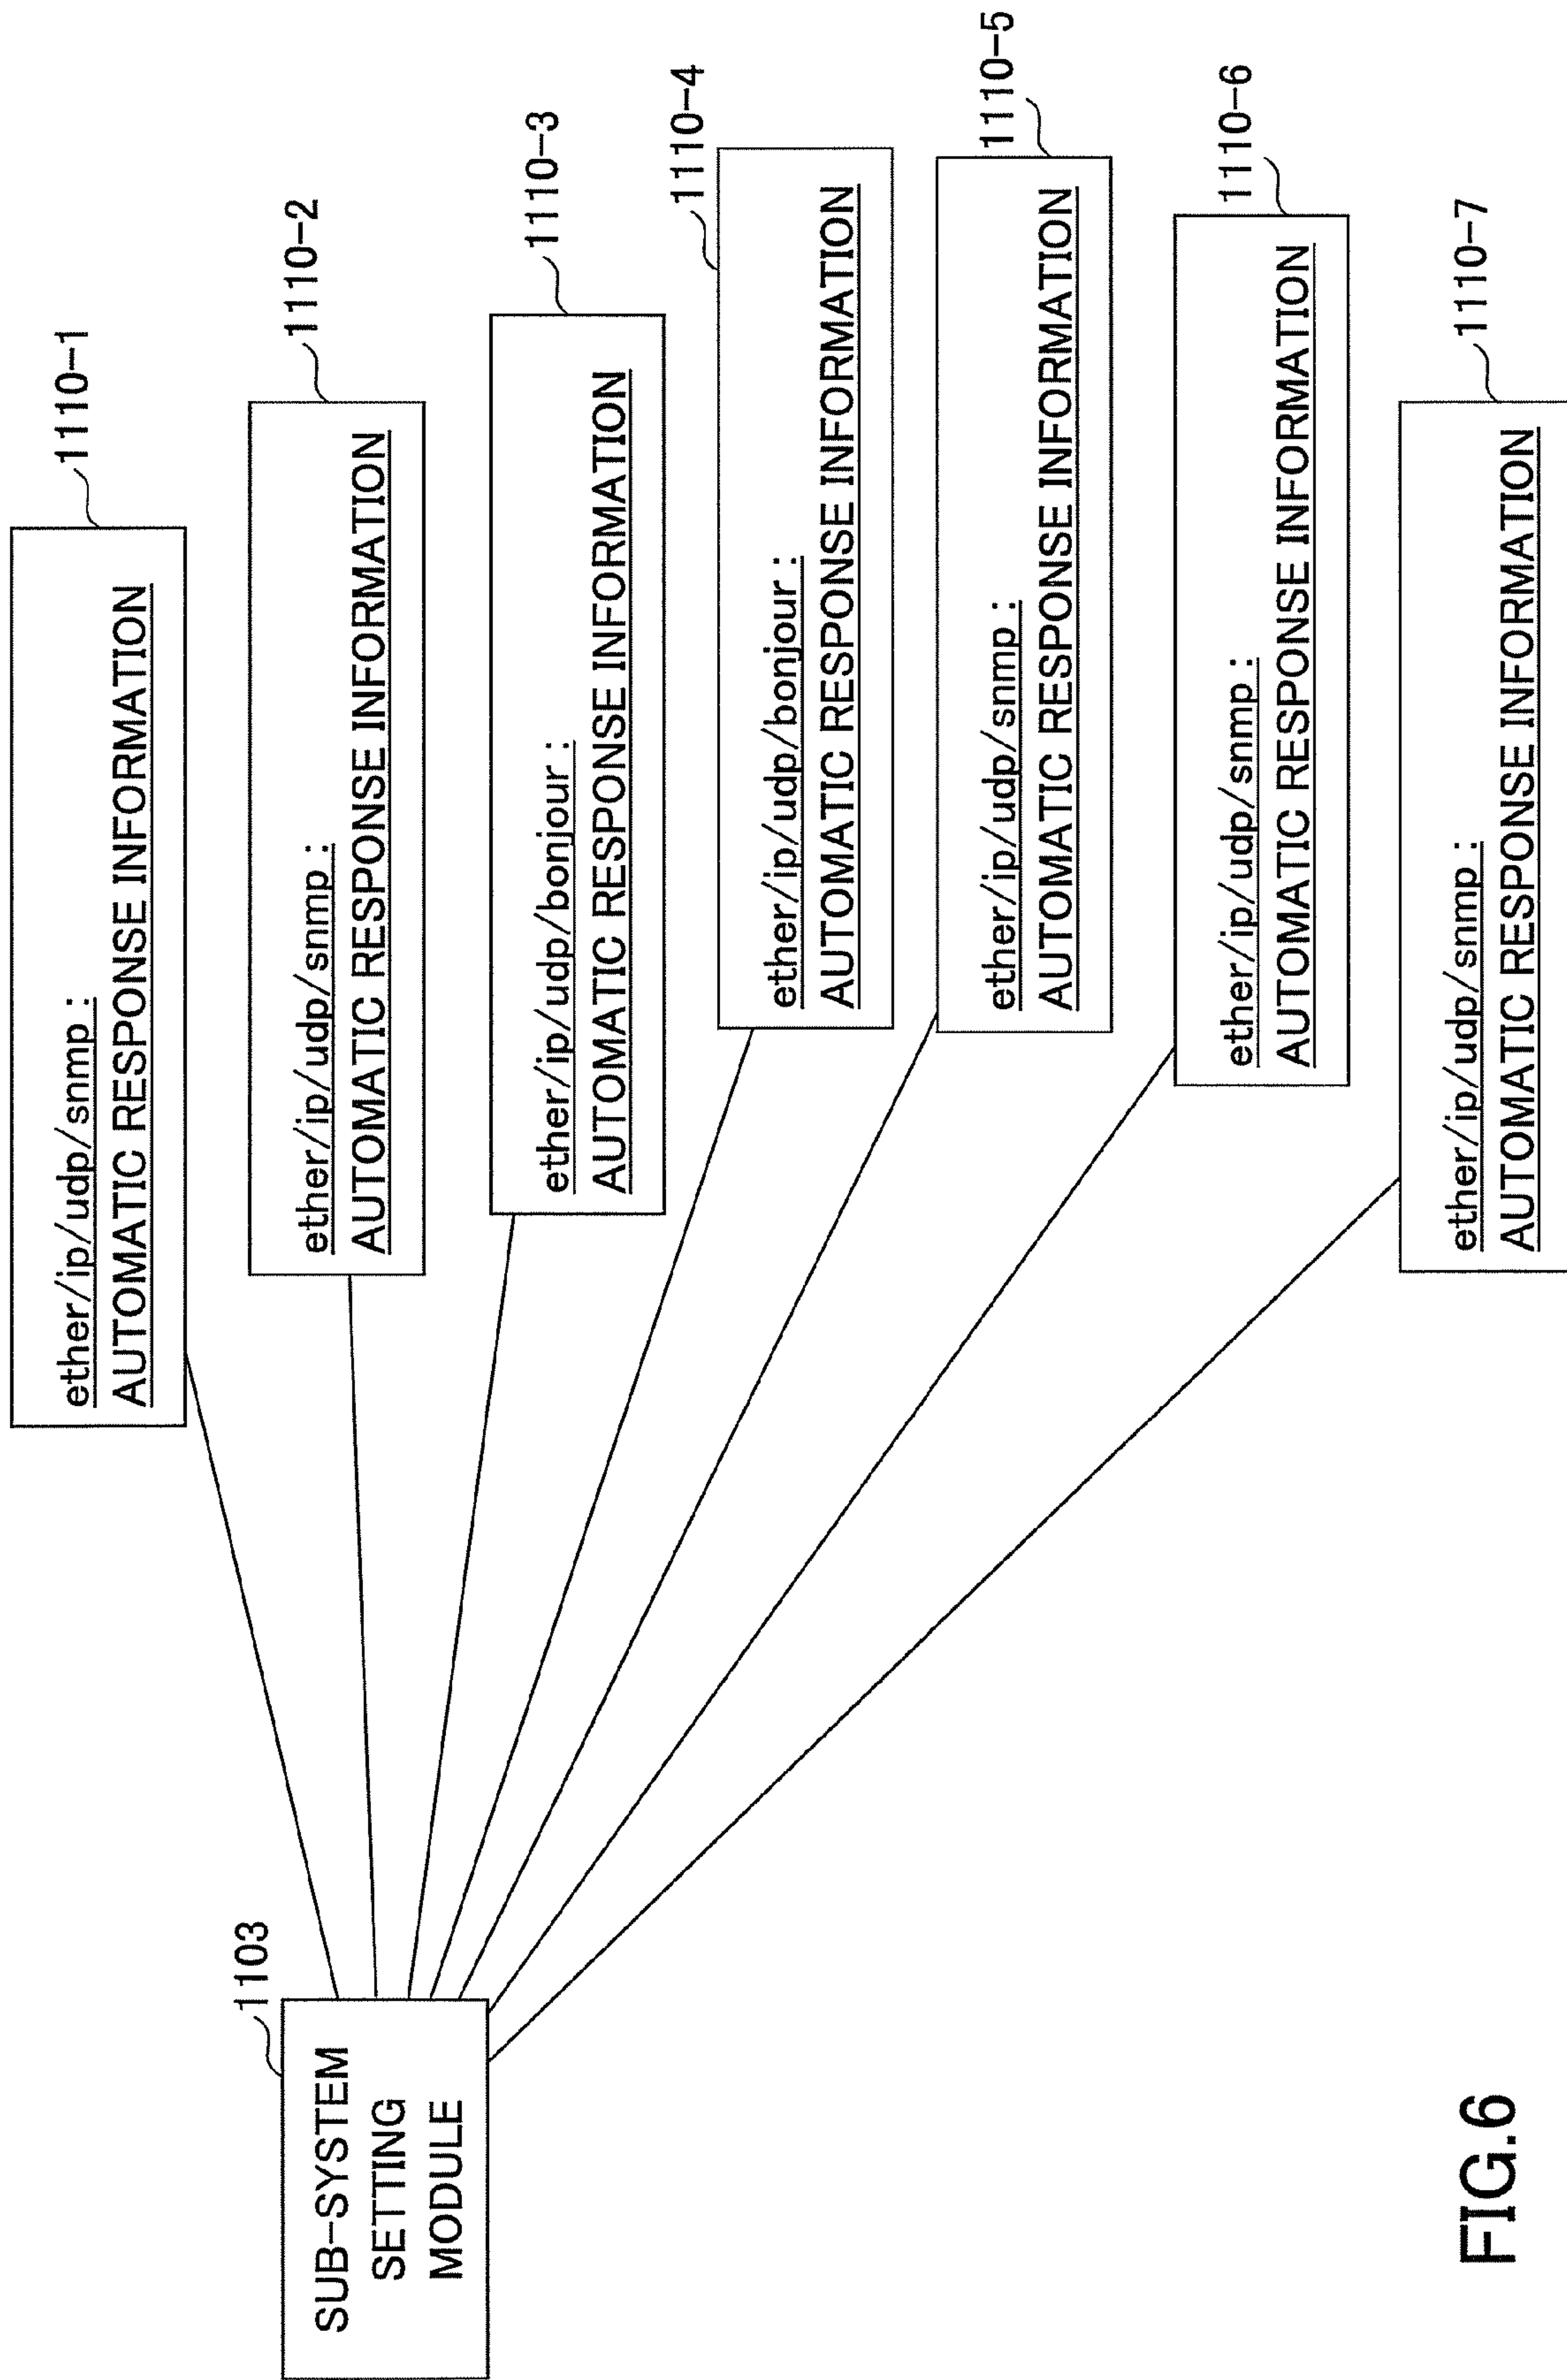 1103
SUB-SYSTEM
SETTING
MODULE
1110-1
ether/ip/udp/snmp :
AUTOMATIC RESPONSE INFORMATION
1110-2
ether/ip/udp/snmp :
AUTOMATIC RESPONSE INFORMATION
1110-3
ether/ip/udp/bonjour :
AUTOMATIC RESPONSE INFORMATION
1110-4
ether/ip/udp/bonjour :
AUTOMATIC RESPONSE INFORMATION
1110-5
ether/ip/udp/snmp :
AUTOMATIC RESPONSE INFORMATION
1110-6
ether/ip/udp/snmp :
AUTOMATIC RESPONSE INFORMATION
1110-7
ether/ip/udp/snmp :
AUTOMATIC RESPONSE INFORMATION
FIG.6